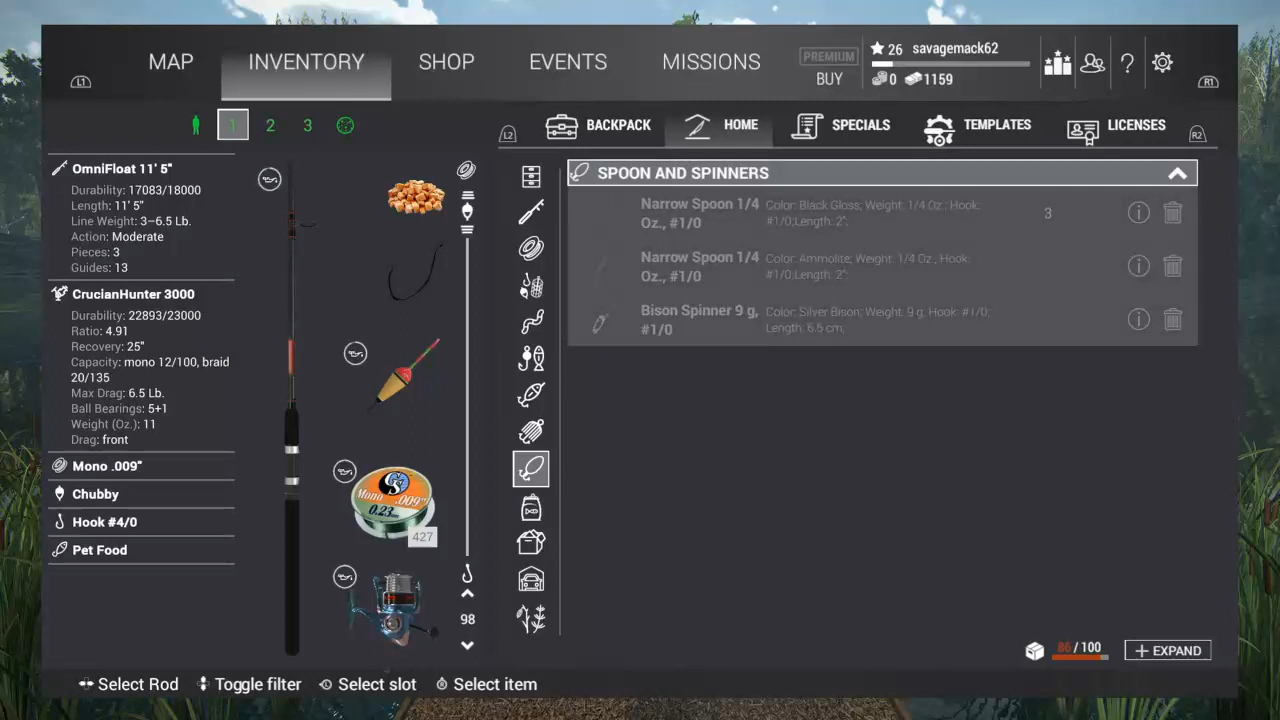 L1
MAP
INVENTORY
SHOP
EVENTS
MISSIONS
PREMIUM
BUY
26 savagemack62
0 1159
?
R1
1 2 3
L2
BACKPACK
HOME
SPECIALS
TEMPLATES
LICENSES
R2
OmniFloat 11' 5"
Durability: 17083/18000
Length: 11' 5"
Line Weight: 3–6.5 Lb.
Action: Moderate
Pieces: 3
Guides: 13
CrucianHunter 3000
Durability: 22893/23000
Ratio: 4.91
Recovery: 25"
Capacity: mono 12/100, braid
20/135
Max Drag: 6.5 Lb.
Ball Bearings: 5+1
Weight (Oz.): 11
Drag: front
Mono .009"
Chubby
Hook #4/0
Pet Food
Mono .009"
0.23
427
98
SPOON AND SPINNERS
Narrow Spoon 1/4
Oz., #1/0
Color: Black Gloss; Weight: 1/4 Oz.; Hook:
#1/0;Length: 2";
3
Narrow Spoon 1/4
Oz., #1/0
Color: Ammolite; Weight: 1/4 Oz.; Hook:
#1/0;Length: 2";
Bison Spinner 9 g,
#1/0
Color: Silver Bison; Weight: 9 g; Hook: #1/0;
Length: 6.5 cm;
86 / 100
+ EXPAND
Select Rod
Toggle filter
Select slot
Select item